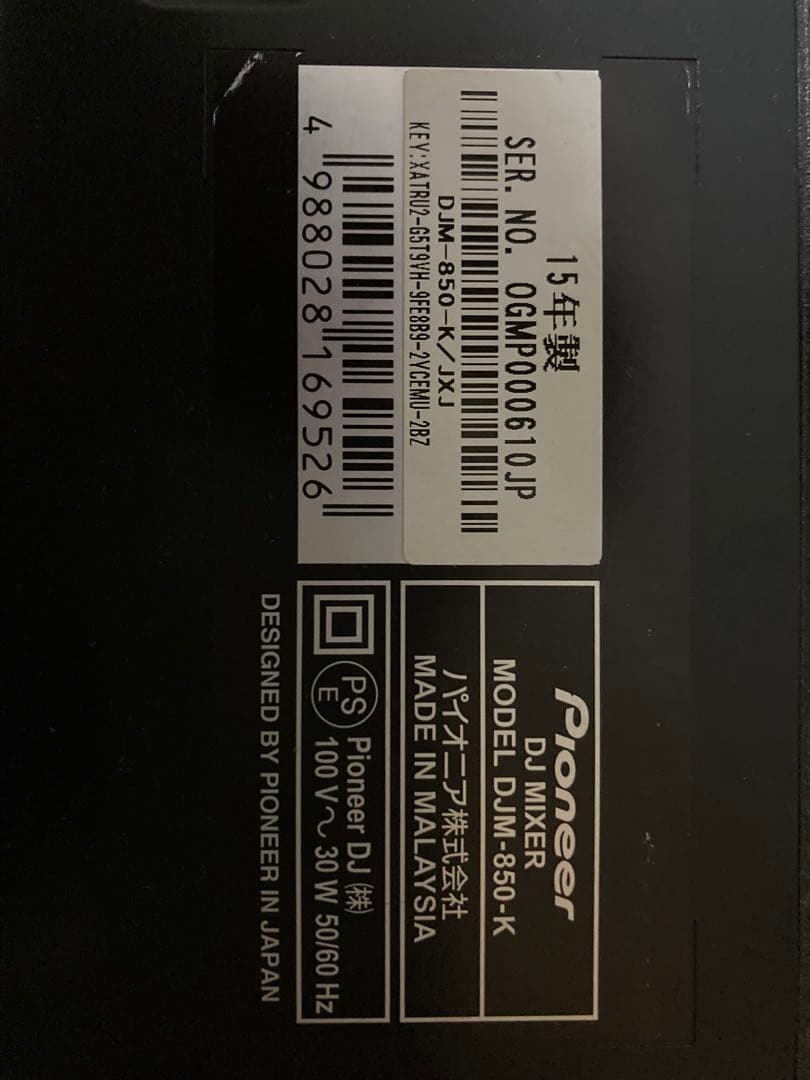 15年製
SER. NO. OGMP000610JP
DJM-850-K/JXJ
KEY:XATRU2-G5T9VH-9FE8B9-2YCEMU-2BZ
4 988028 169526
Pioneer
DJ MIXER
MODEL DJM-850-K
パイオニア株式会社
MADE IN MALAYSIA
PS
E
Pioneer DJ ㈱
100 V〜 30 W 50/60 Hz
DESIGNED BY PIONEER IN JAPAN